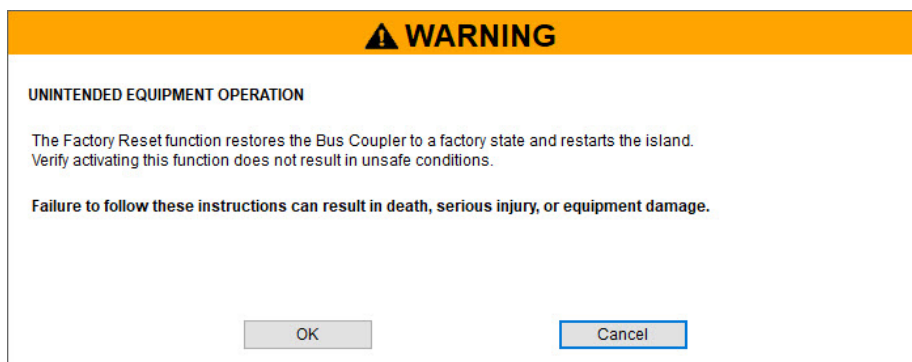 WARNING
UNINTENDED EQUIPMENT OPERATION
The Factory Reset function restores the Bus Coupler to a factory state and restarts the island.
Verify activating this function does not result in unsafe conditions.
Failure to follow these instructions can result in death, serious injury, or equipment damage.
OK Cancel